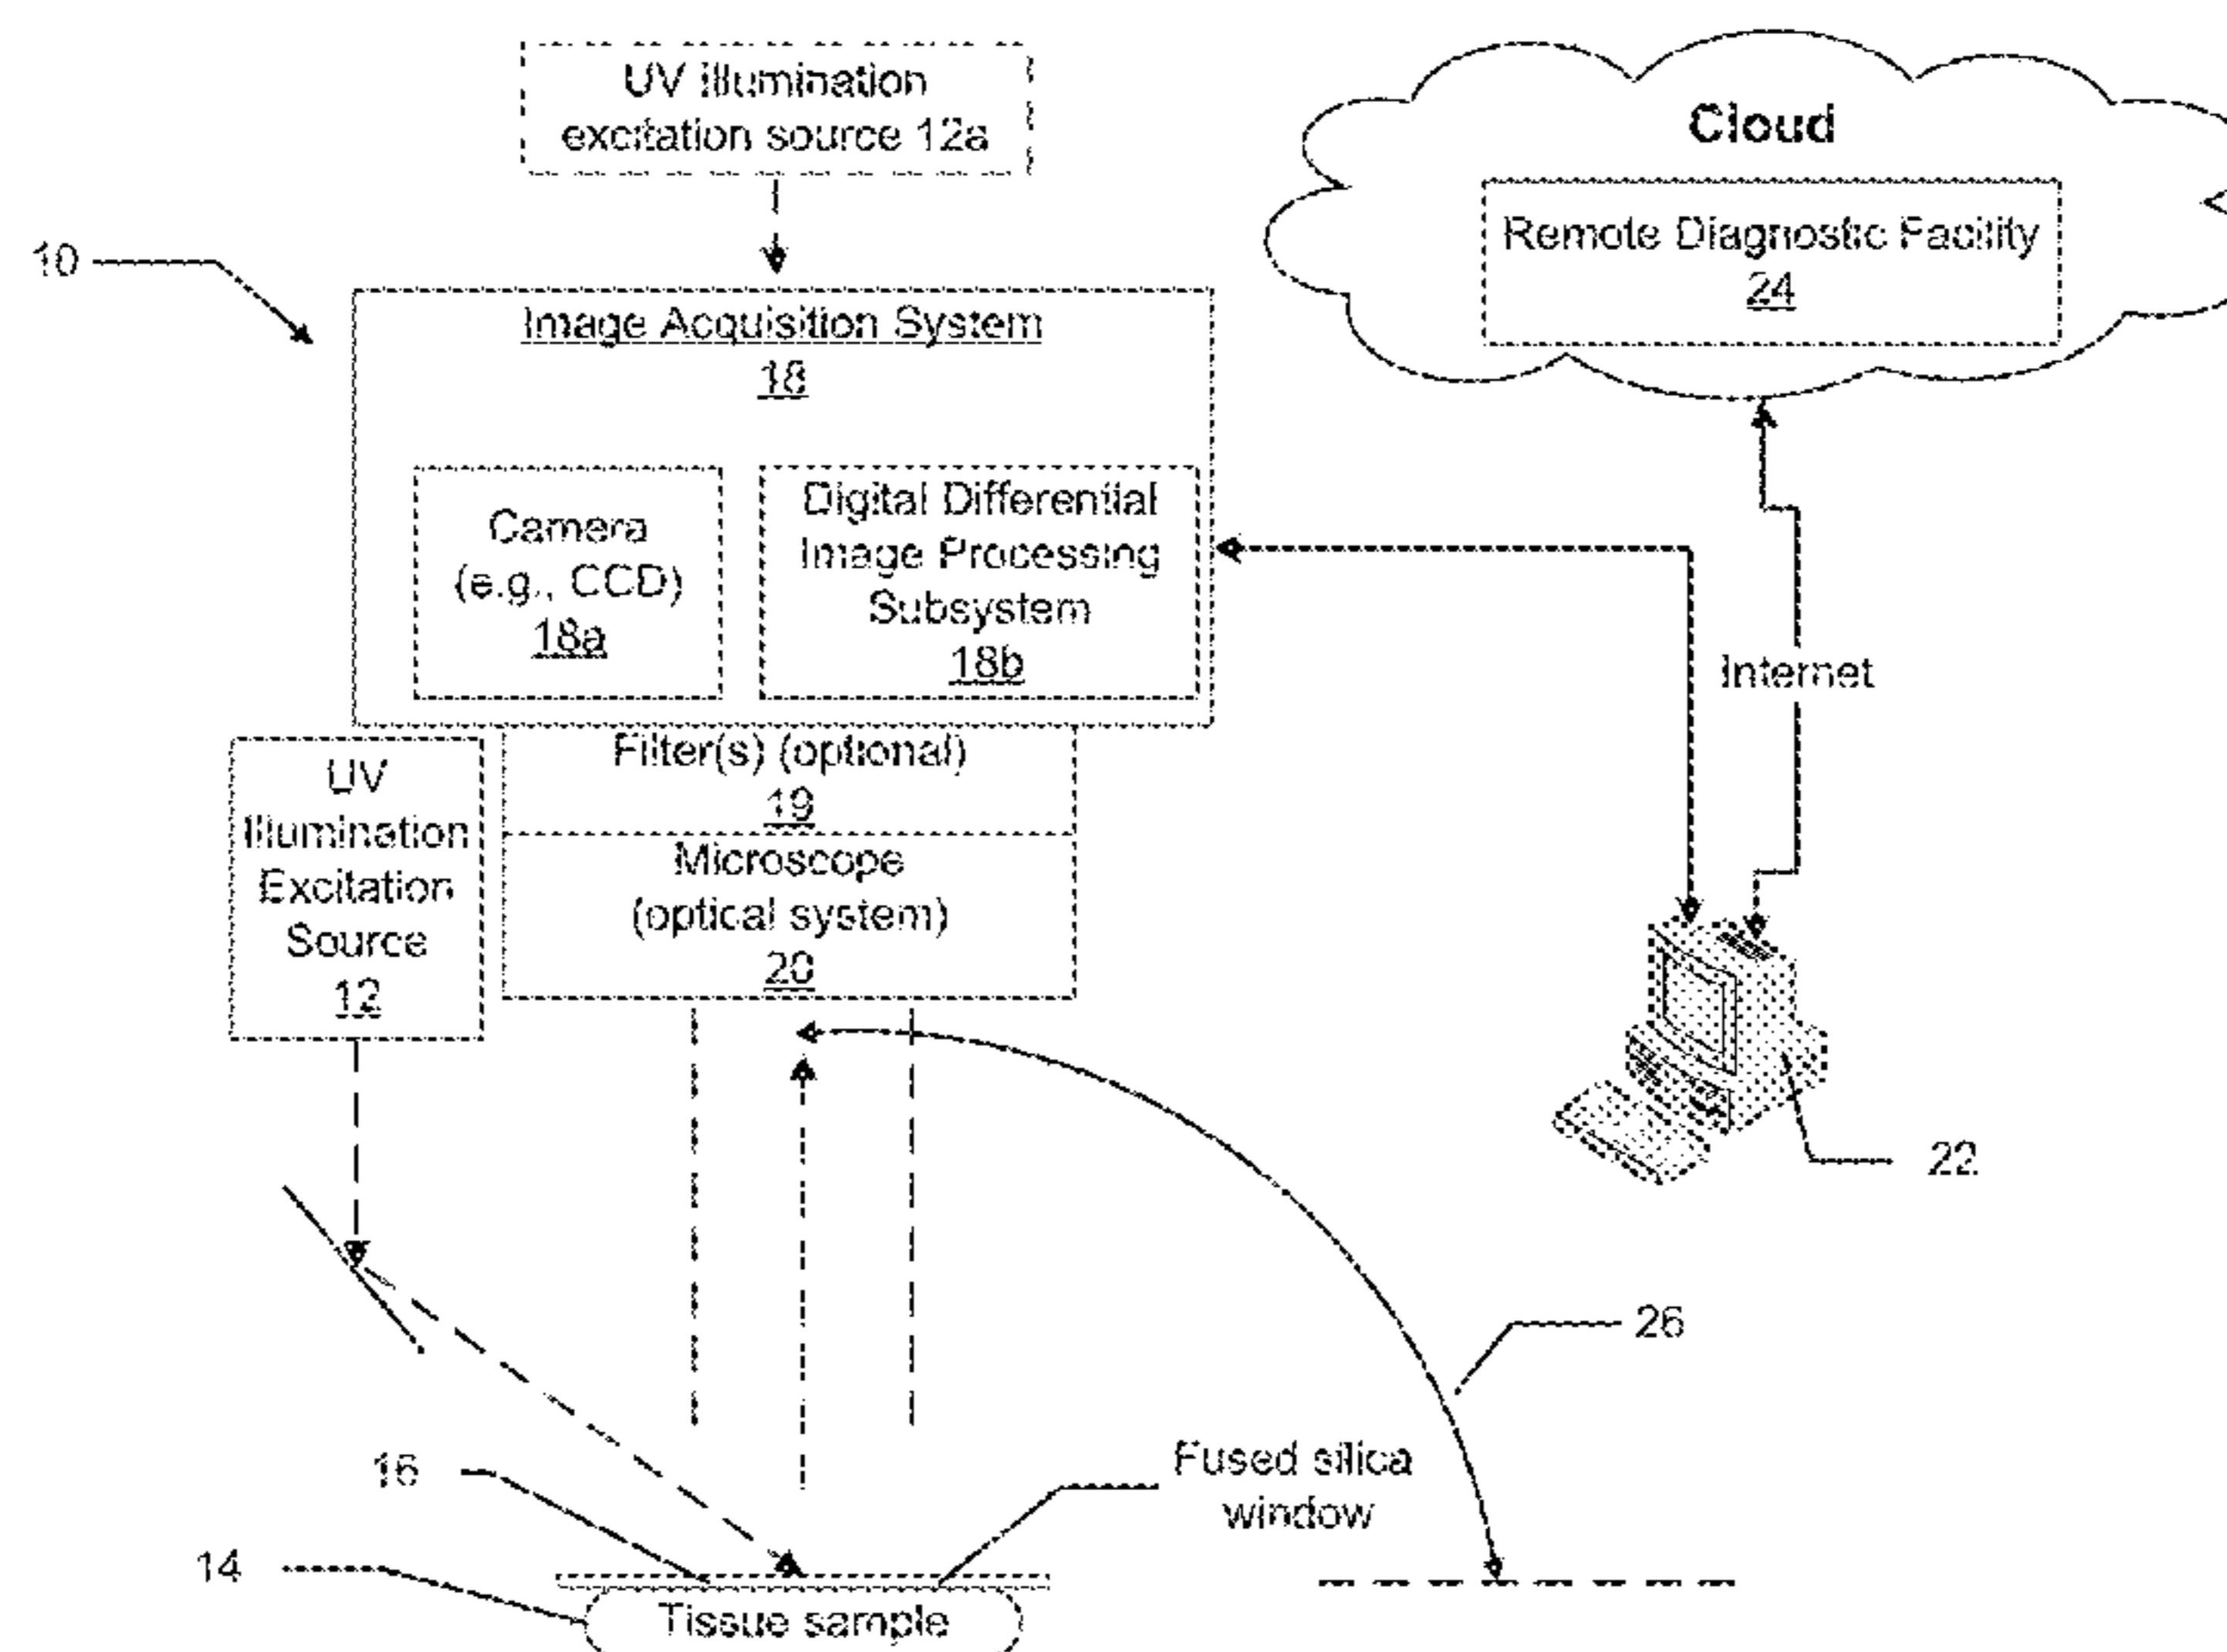 UV illumination
excitation source 12a
Cloud
Remote Diagnostic Facility
24
10
Image Acquisition System
18
Camera
(e.g., CCD)
18a
Digital Differential
Image Processing
Subsystem
18b
Internet
Filter(s) (optional)
19
UV
Illumination
Excitation
Source
12
Microscope
(optical system)
20
22
26
16
Fused silica
window
14
Tissue sample